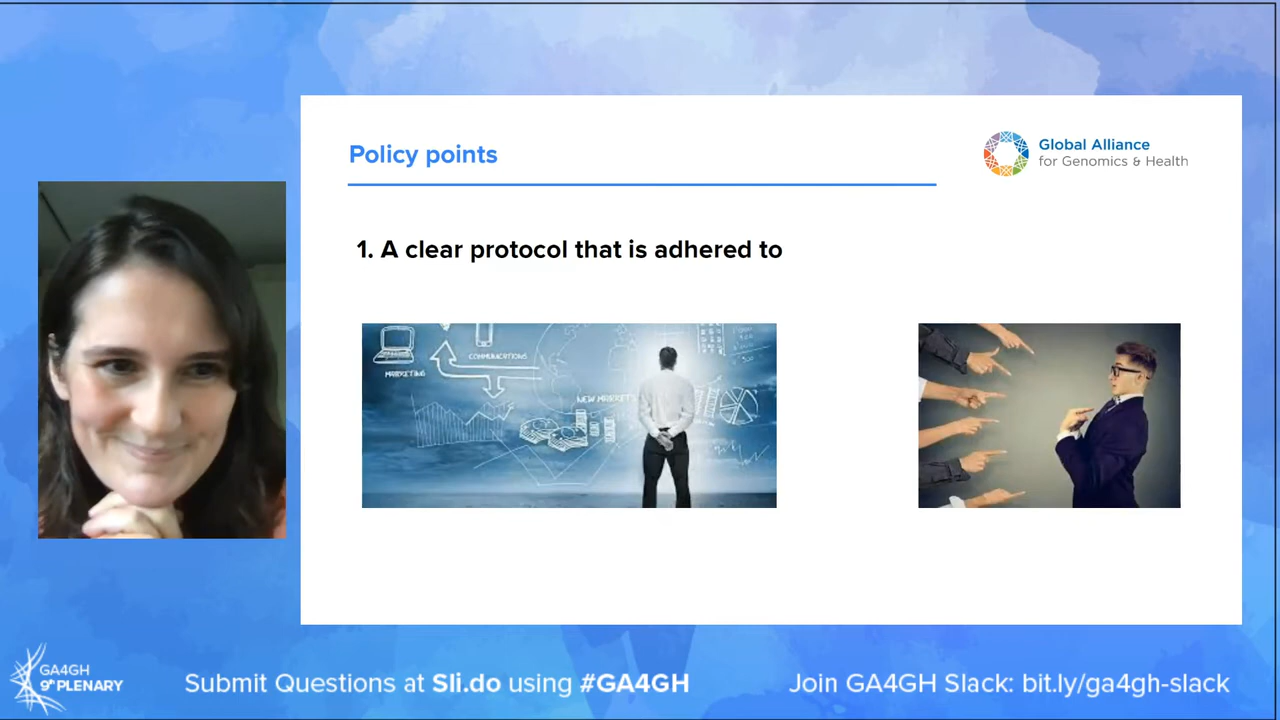 Policy points
Global Alliance
for Genomics & Health
1. A clear protocol that is adhered to
COMMUNICATIONS
MARKETING
NEW MARKETS
GA4GH
9th PLENARY
Submit Questions at Sli.do using #GA4GH
Join GA4GH Slack: bit.ly/ga4gh-slack